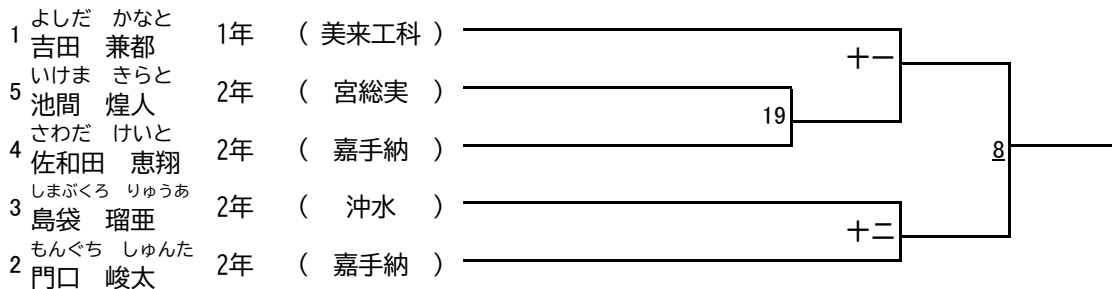 よしだ　かなと
1 吉田　兼都 1年 （ 美来工科 ）
十一
いけま　きらと
5 池間　煌人 2年 （ 宮総実 ）
19
さわだ　けいと
4 佐和田　恵翔 2年 （ 嘉手納 ）
8
しまぶくろ　りゅうあ
3 島袋　瑠亜 2年 （ 沖水 ）
十二
もんぐち　しゅんた
2 門口　峻太 2年 （ 嘉手納 ）